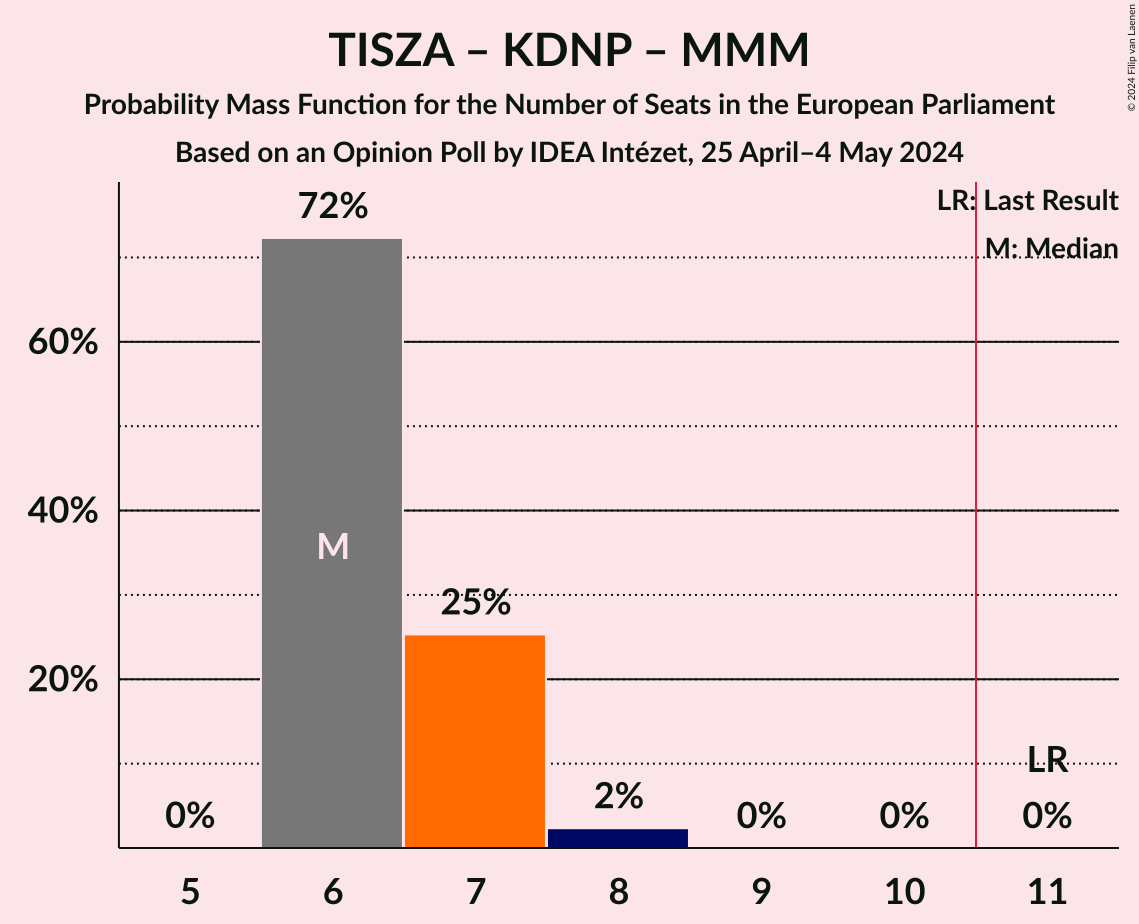 TISZA – KDNP – MMM
Probability Mass Function for the Number of Seats in the European Parliament
Based on an Opinion Poll by IDEA Intézet, 25 April–4 May 2024
© 2024 Filip van Laenen
LR: Last Result
M: Median
72%
60%
40%
M
25%
20%
LR
2%
0%
0%
0%
0%
5
6
7
8
9
10
11